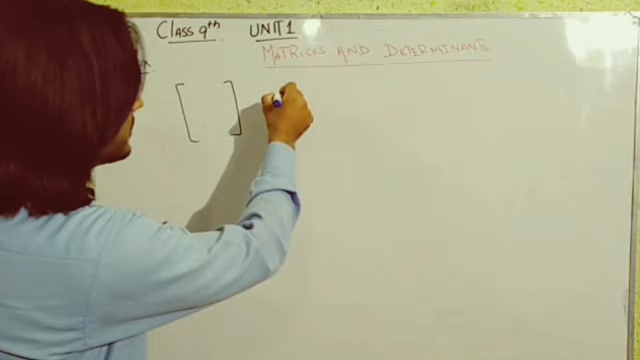 CLASS 9th UNIT 1
MATRICES AND DETERMINANTS